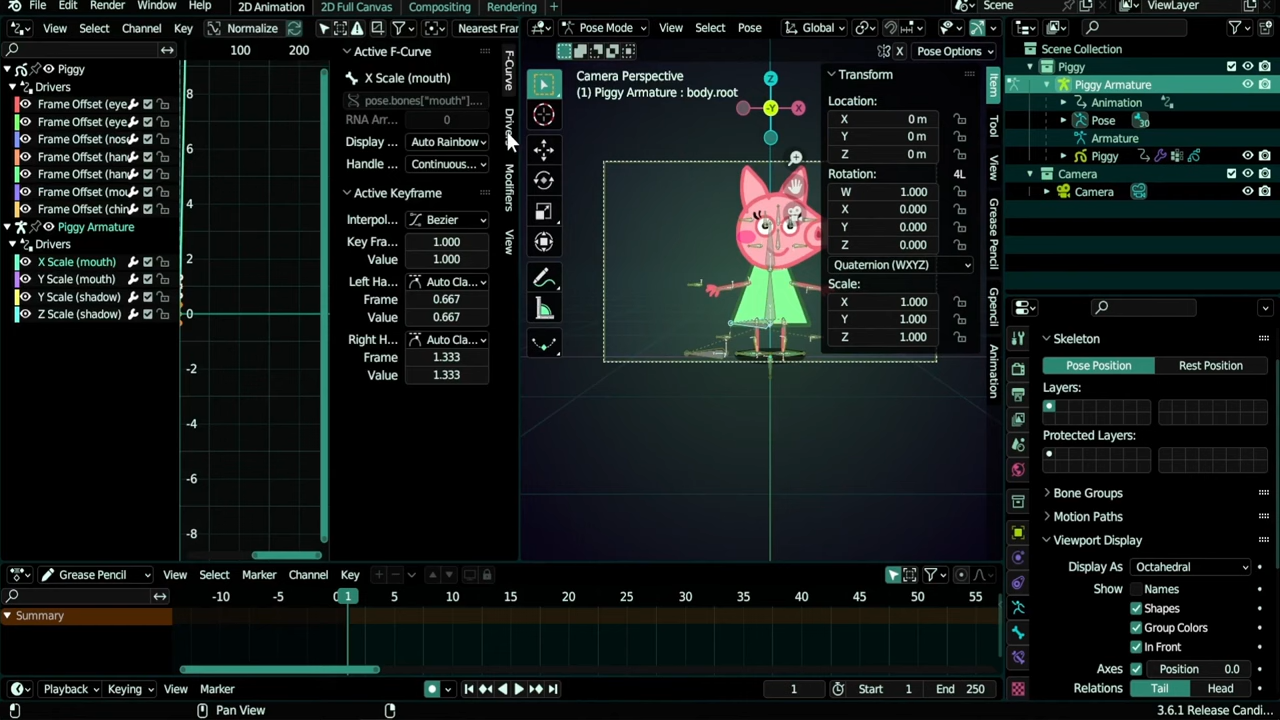 File Edit Render Window Help 2D Animation 2D Full Canvas Compositing Rendering + Scene ViewLayer
View Select Channel Key Normalize Nearest Fram
Pose Mode View Select Pose Global
100 200
Piggy
Drivers
Frame Offset (eye
Frame Offset (eye
Frame Offset (nos
Frame Offset (han
Frame Offset (han
Frame Offset (mou
Frame Offset (chin
Piggy Armature
Drivers
X Scale (mouth)
Y Scale (mouth)
Y Scale (shadow)
Z Scale (shadow)
8
6
4
2
0
-2
-4
-6
-8
Active F-Curve
X Scale (mouth)
pose.bones["mouth"]....
RNA Arr... 0
Display ... Auto Rainbow
Handle ... Continuous...
Active Keyframe
Interpol... Bezier
Key Fra... 1.000
Value 1.000
Left Ha... Auto Cla...
Frame 0.667
Value 0.667
Right H... Auto Cla...
Frame 1.333
Value 1.333
F-Curve
Modifiers
View
X Pose Options
Camera Perspective
(1) Piggy Armature : body.root
Z
-Y X
Transform
Location:
X 0 m
Y 0 m
Z 0 m
Rotation: 4L
W 1.000
X 0.000
Y 0.000
Z 0.000
Quaternion (WXYZ)
Scale:
X 1.000
Y 1.000
Z 1.000
Item
Tool
View
Grease Pencil
Gpencil
Animation
Scene Collection
Piggy
Piggy Armature
Animation
Pose 30
Armature
Piggy
Camera
Camera
Skeleton
Pose Position Rest Position
Layers:
Protected Layers:
Bone Groups
Motion Paths
Viewport Display
Display As Octahedral
Show Names
Shapes
Group Colors
In Front
Axes Position 0.0
Relations Tail Head
Grease Pencil View Select Marker Channel Key
-10 -5 0 1 5 10 15 20 25 30 35 40 45 50 55
Summary
Playback Keying View Marker 1 Start 1 End 250
Pan View 3.6.1 Release Candi...